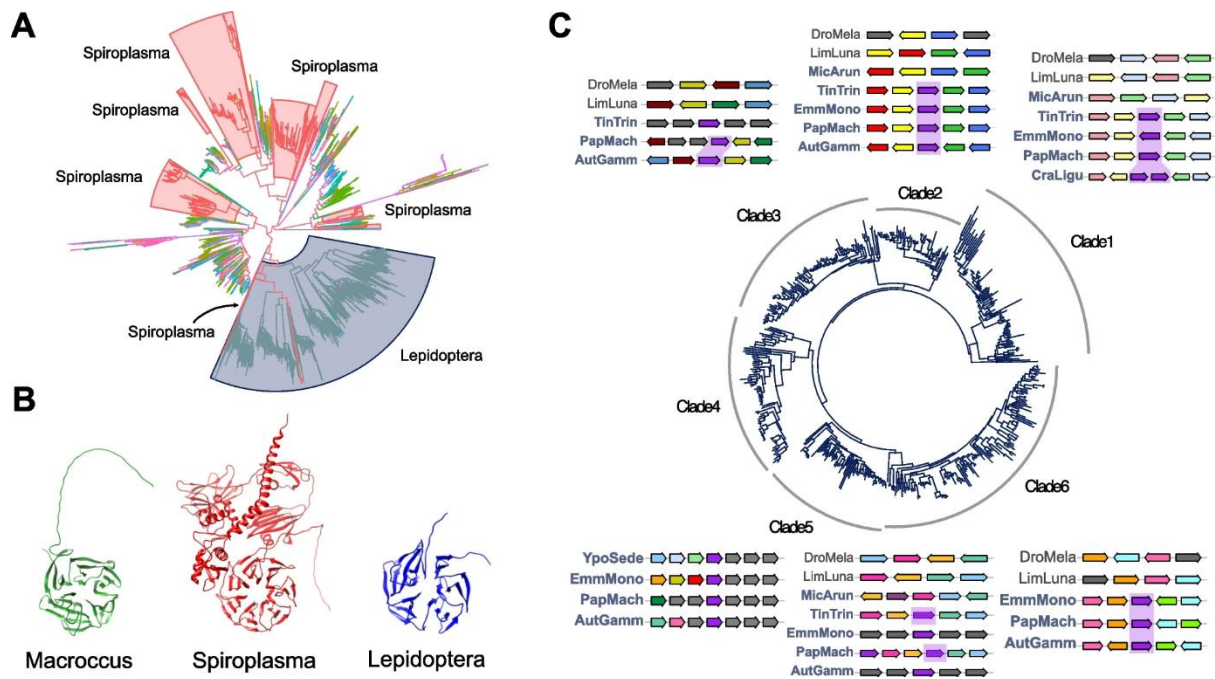 A
Spiroplasma
Spiroplasma
Spiroplasma
Spiroplasma
Spiroplasma
Spiroplasma
Lepidoptera
B
Macroccus
Spiroplasma
Lepidoptera
C
DroMela
LimLuna
TinTrin
PapMach
AutGamm
DroMela
LimLuna
MicArun
TinTrin
EmmMono
PapMach
AutGamm
DroMela
LimLuna
MicArun
TinTrin
EmmMono
PapMach
CraLigu
Clade3
Clade2
Clade1
Clade4
Clade5
Clade6
YpoSede
EmmMono
PapMach
AutGamm
DroMela
LimLuna
MicArun
TinTrin
EmmMono
PapMach
AutGamm
DroMela
LimLuna
EmmMono
PapMach
AutGamm